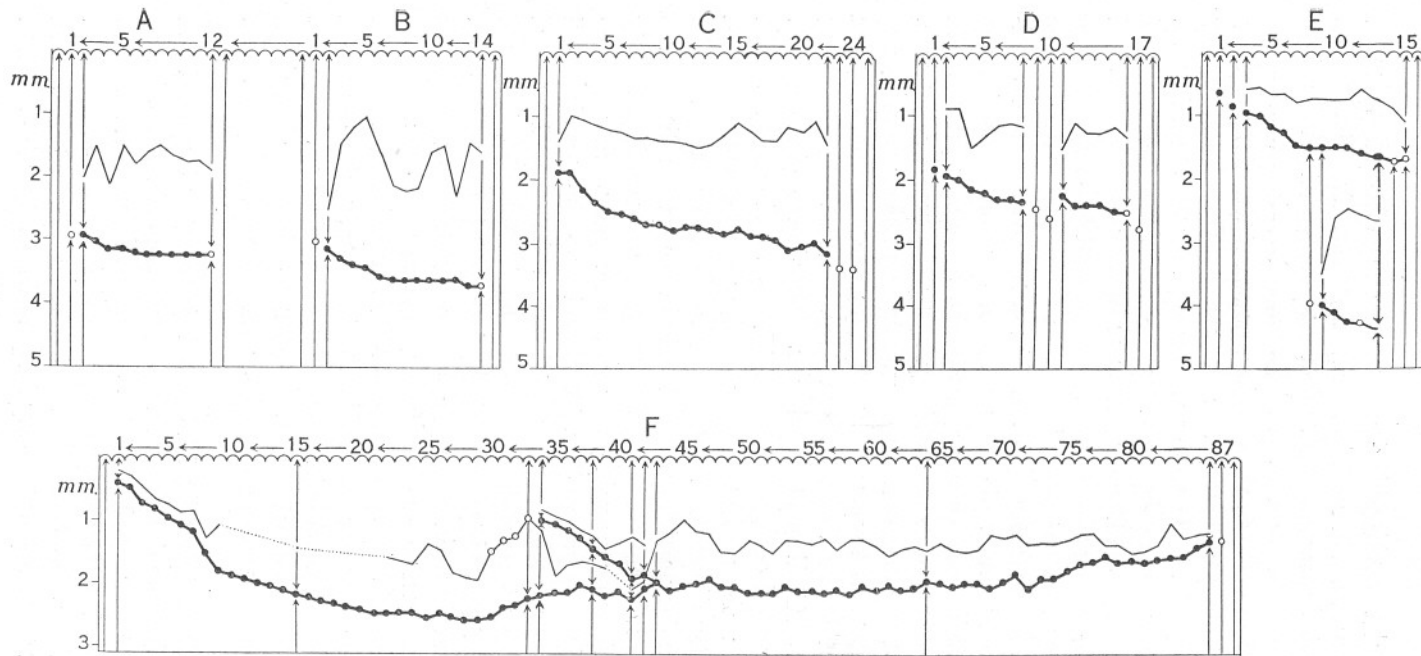 A B C D E
1 ← 5 ← 12 ← ← 1 ← 5 ← 10 ← 14 1 ← 5 ← 10 ← 15 ← 20 ← 24 1 ← 5 ← 10 ← 17 1 ← 5 ← 10 ← 15
mm. mm. mm. mm.
1 1 1 1
2 2 2 2
3 3 3 3
4 4 4 4
5 5 5 5
F
1 ← 5 ← 10 ← 15 ← 20 ← 25 ← 30 ← 35 ← 40 ← 45 ← 50 ← 55 ← 60 ← 65 ← 70 ← 75 ← 80 ← 87
mm.
1
2
3